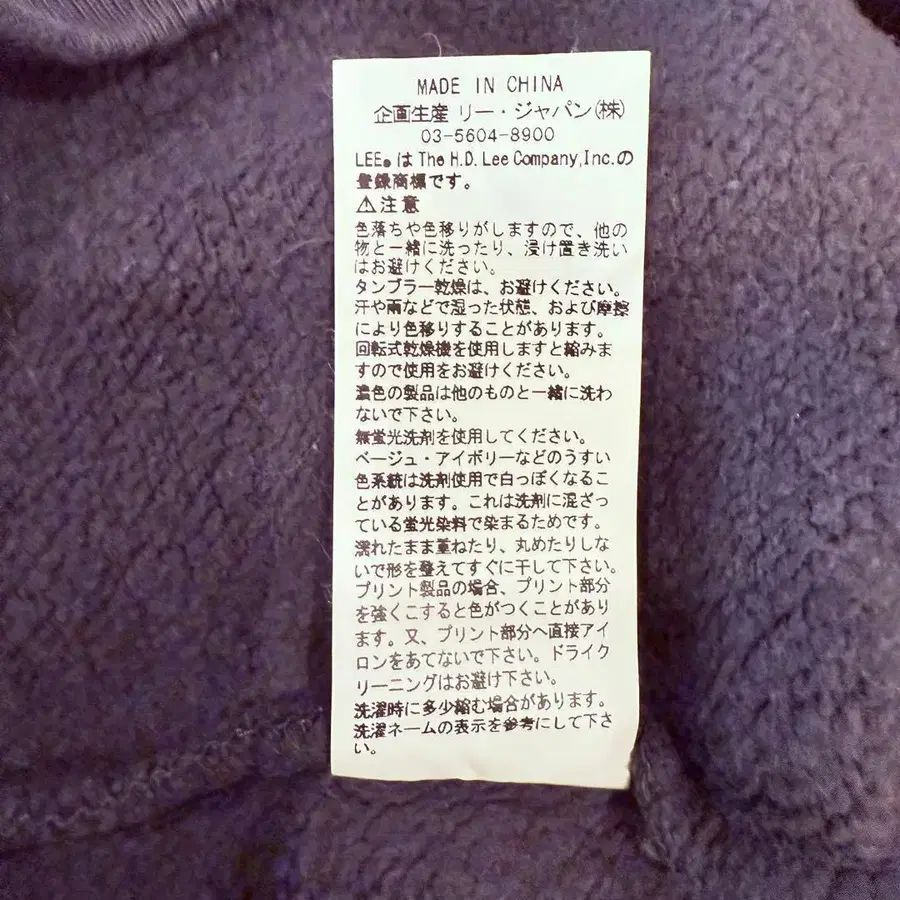 MADE IN CHINA
企画生産 リー・ジャパン(株)
03-5604-8900
LEE® は The H.D. Lee Company,Inc.の
登録商標です。
⚠注意
色落ちや色移りがしますので、他の
物と一緒に洗ったり、浸け置き洗い
はお避けください。
タンブラー乾燥は、お避けください。
汗や雨などで湿った状態、および摩擦
により色移りすることがあります。
回転式乾燥機を使用しますと縮みま
すので使用をお避けください。
濃色の製品は他のものと一緒に洗わ
ないで下さい。
無蛍光洗剤を使用してください。
ベージュ・アイボリーなどのうすい
色系統は洗剤使用で白っぽくなるこ
とがあります。これは洗剤に混ざっ
ている蛍光染料で染まるためです。
濡れたまま重ねたり、丸めたりしな
いで形を整えてすぐに干して下さい。
プリント製品の場合、プリント部分
を強くこすると色がつくことがあり
ます。又、プリント部分へ直接アイ
ロンをあてないで下さい。ドライク
リーニングはお避け下さい。
洗濯時に多少縮む場合があります。
洗濯ネームの表示を参考にして下さ
い。